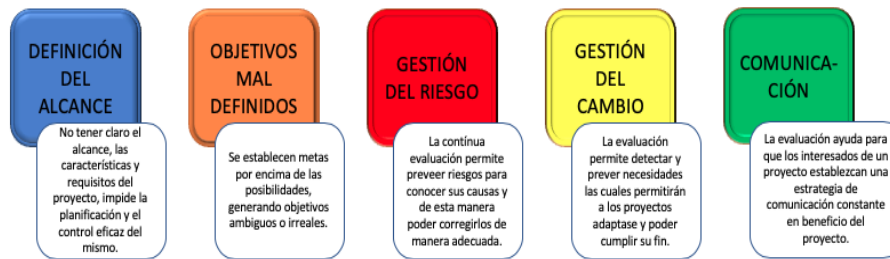 DEFINICIÓN
DEL
ALCANCE
No tener claro el
alcance, las
características y
requisitos del
proyecto, impide la
planificación y el
control eficaz del
mismo.
OBJETIVOS
MAL
DEFINIDOS
Se establecen metas
por encima de las
posibilidades,
generando objetivos
ambiguos o irreales.
GESTIÓN
DEL RIESGO
La contínua
evaluación permite
preveer riesgos para
conocer sus causas y
de esta manera
poder corregirlos de
manera adecuada.
GESTIÓN
DEL
CAMBIO
La evaluación
permite detectar y
prever necesidades
las cuales permitirán
a los proyectos
adaptase y poder
cumplir su fin.
COMUNICA-
CIÓN
La evaluación ayuda para
que los interesados de un
proyecto establezcan una
estrategia de
comunicación constante
en beneficio del
proyecto.